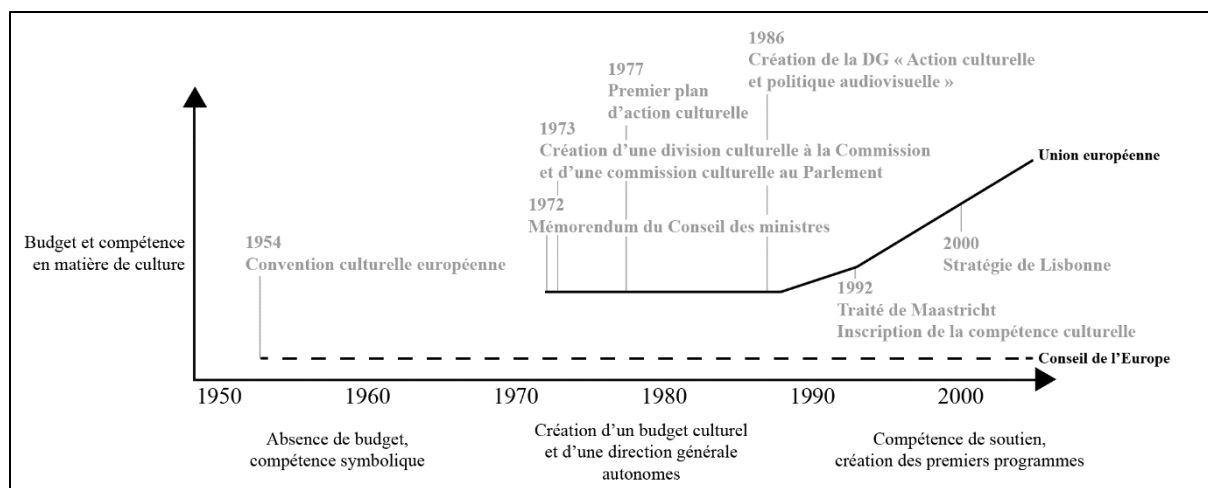 1986
Création de la DG « Action culturelle
et politique audiovisuelle »
1977
Premier plan
d’action culturelle
1973
Création d’une division culturelle à la Commission
et d’une commission culturelle au Parlement
Union européenne
1972
Mémorendum du Conseil des ministres
1954
Convention culturelle européenne
Budget et compétence
en matière de culture
2000
Stratégie de Lisbonne
1992
Traité de Maastricht
Inscription de la compétence culturelle
Conseil de l’Europe
1950 1960 1970 1980 1990 2000
Absence de budget,
compétence symbolique
Création d’un budget culturel
et d’une direction générale
autonomes
Compétence de soutien,
création des premiers programmes